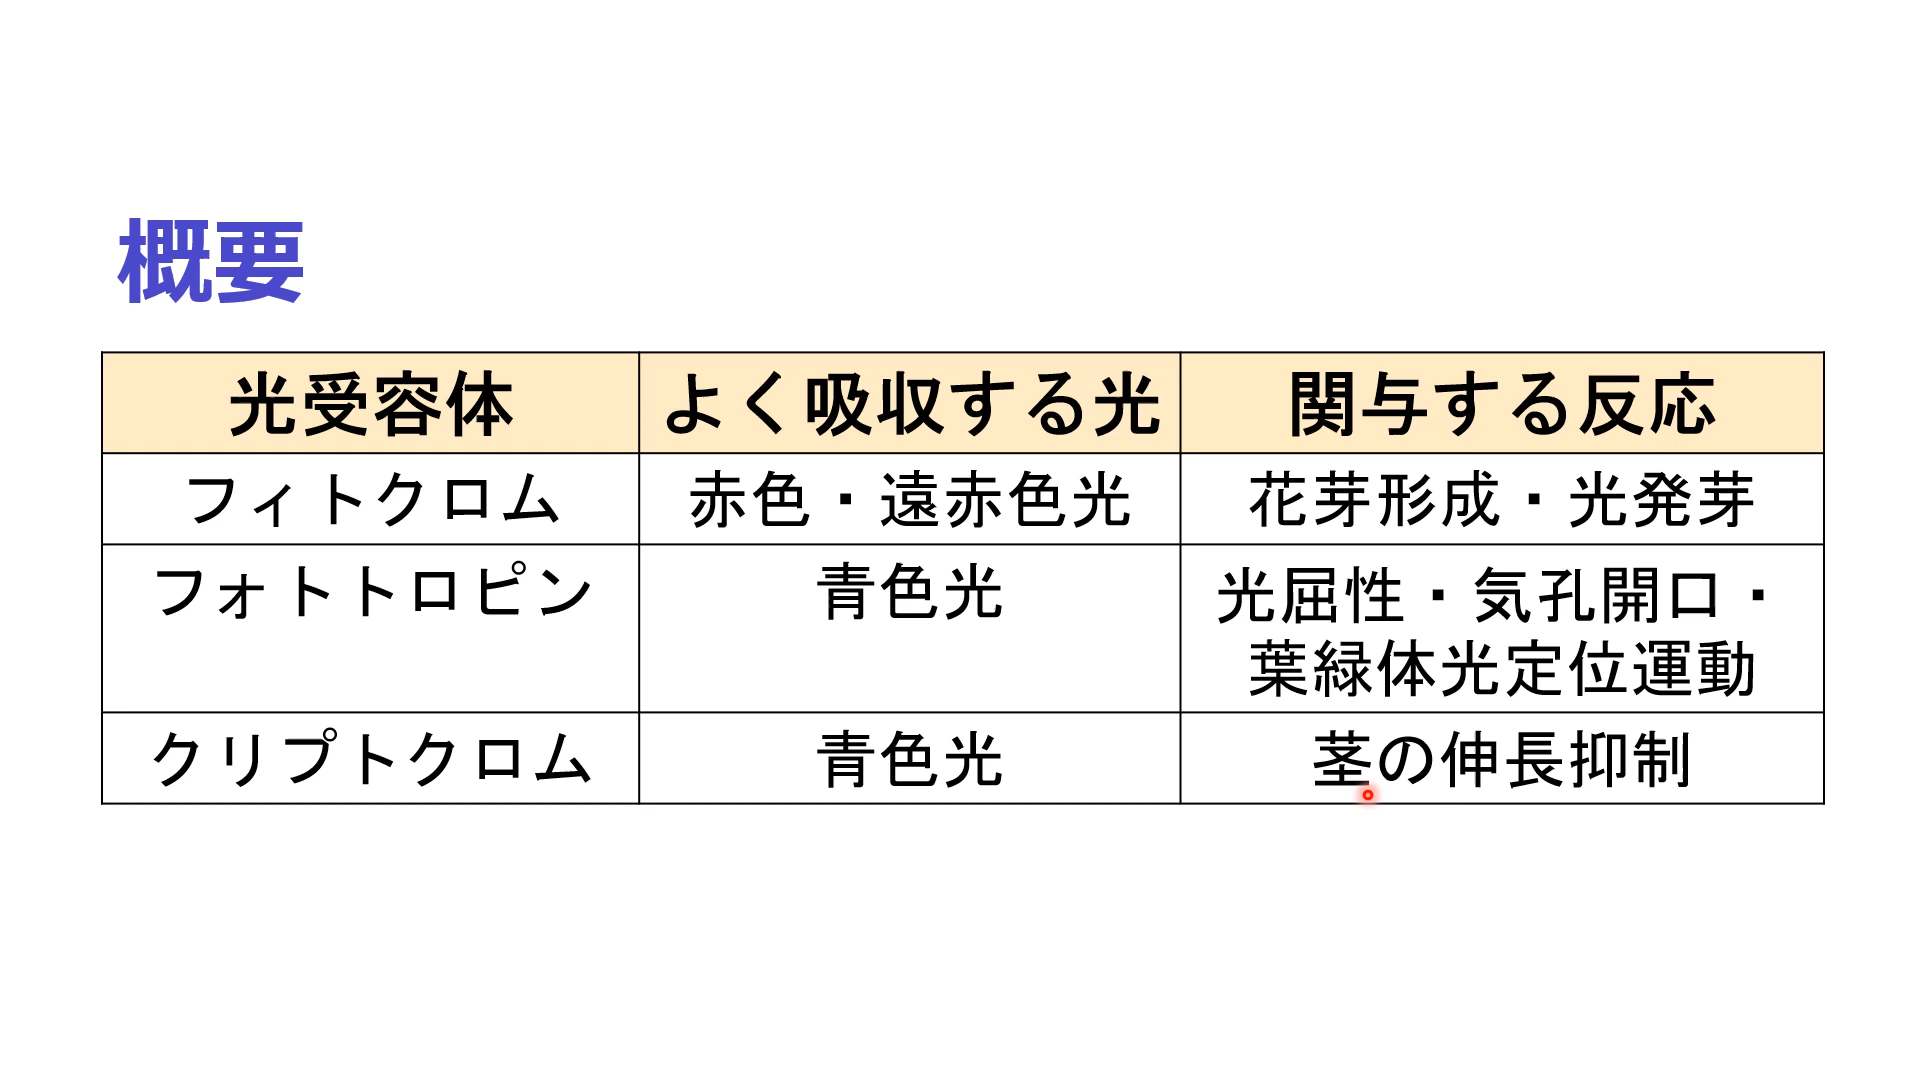 概要
光受容体 よく吸収する光 関与する反応
フィトクロム 赤色・遠赤色光 花芽形成・光発芽
フォトトロピン 青色光 光屈性・気孔開口・
葉緑体光定位運動
クリプトクロム 青色光 茎の伸長抑制